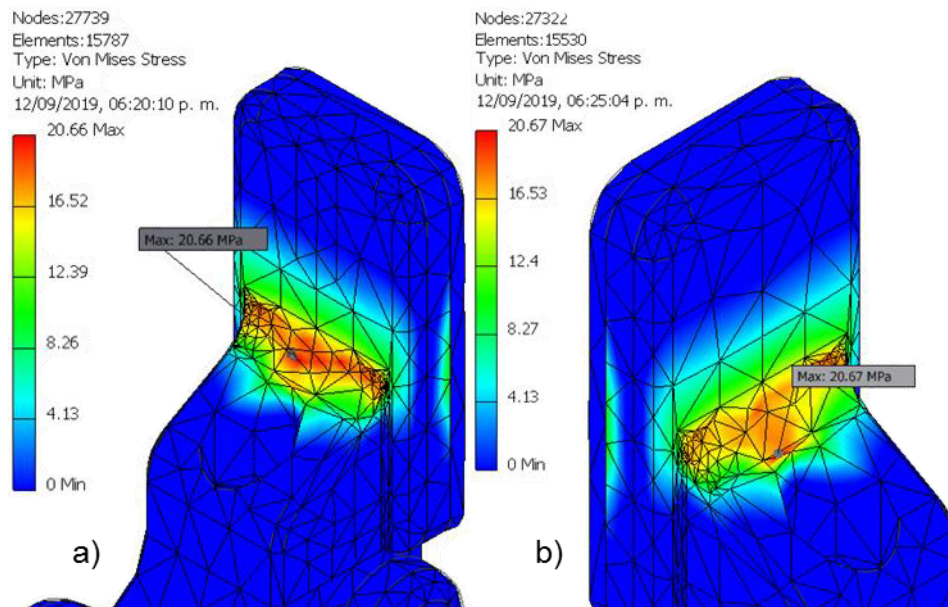 Nodes:27739
Elements:15787
Type: Von Mises Stress
Unit: MPa
12/09/2019, 06:20:10 p. m.
20.66 Max
16.52
12.39
8.26
4.13
0 Min
Max: 20.66 MPa
a)
Nodes:27322
Elements:15530
Type: Von Mises Stress
Unit: MPa
12/09/2019, 06:25:04 p. m.
20.67 Max
16.53
12.4
8.27
4.13
0 Min
Max: 20.67 MPa
b)